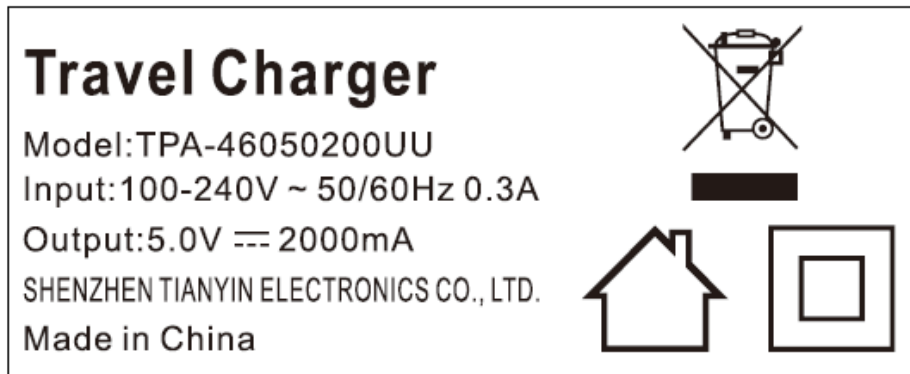 Travel Charger
Model:TPA-46050200UU
Input:100-240V ~ 50/60Hz 0.3A
Output:5.0V ⎓ 2000mA
SHENZHEN TIANYIN ELECTRONICS CO., LTD.
Made in China